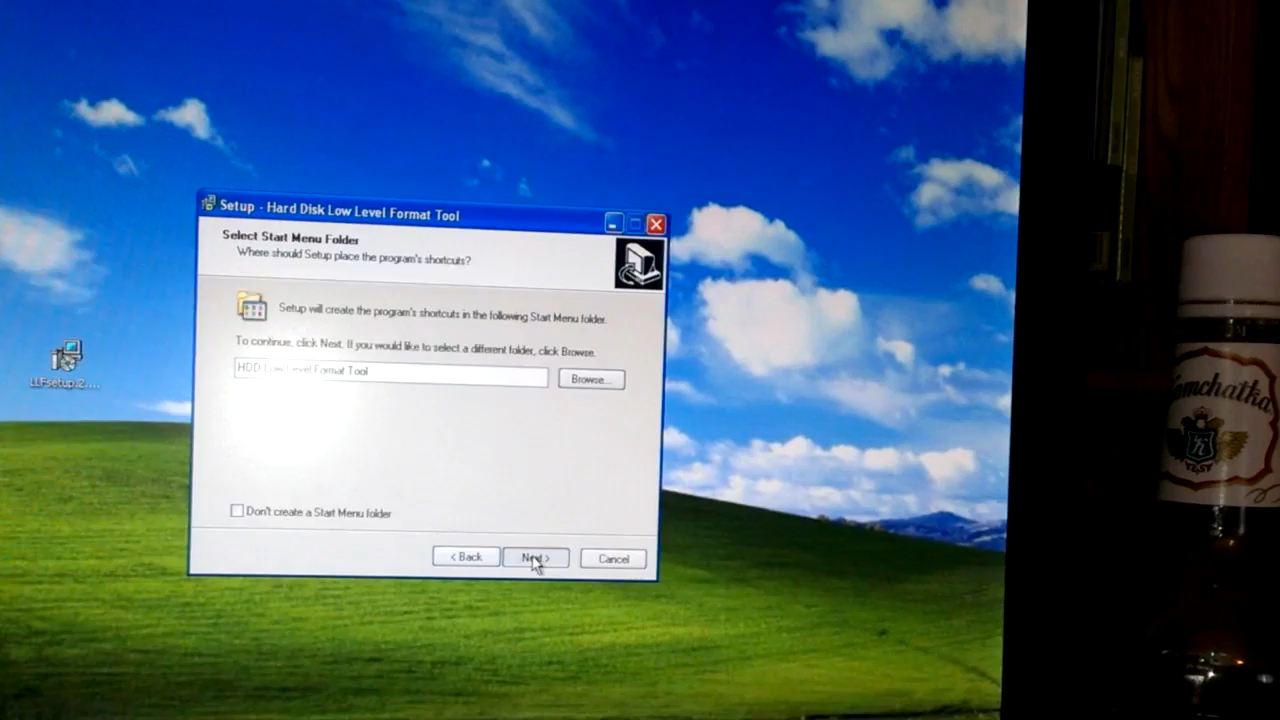 Setup - Hard Disk Low Level Format Tool
Select Start Menu Folder
Where should Setup place the program's shortcuts?
Setup will create the program's shortcuts in the following Start Menu folder.
To continue, click Next. If you would like to select a different folder, click Browse.
HDD Low Level Format Tool
Browse...
Don't create a Start Menu folder
< Back
Next >
Cancel
LLFsetup.2....
Kamchatka